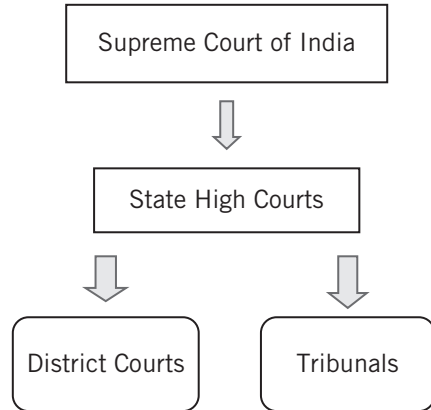 Supreme Court of India
State High Courts
District Courts
Tribunals